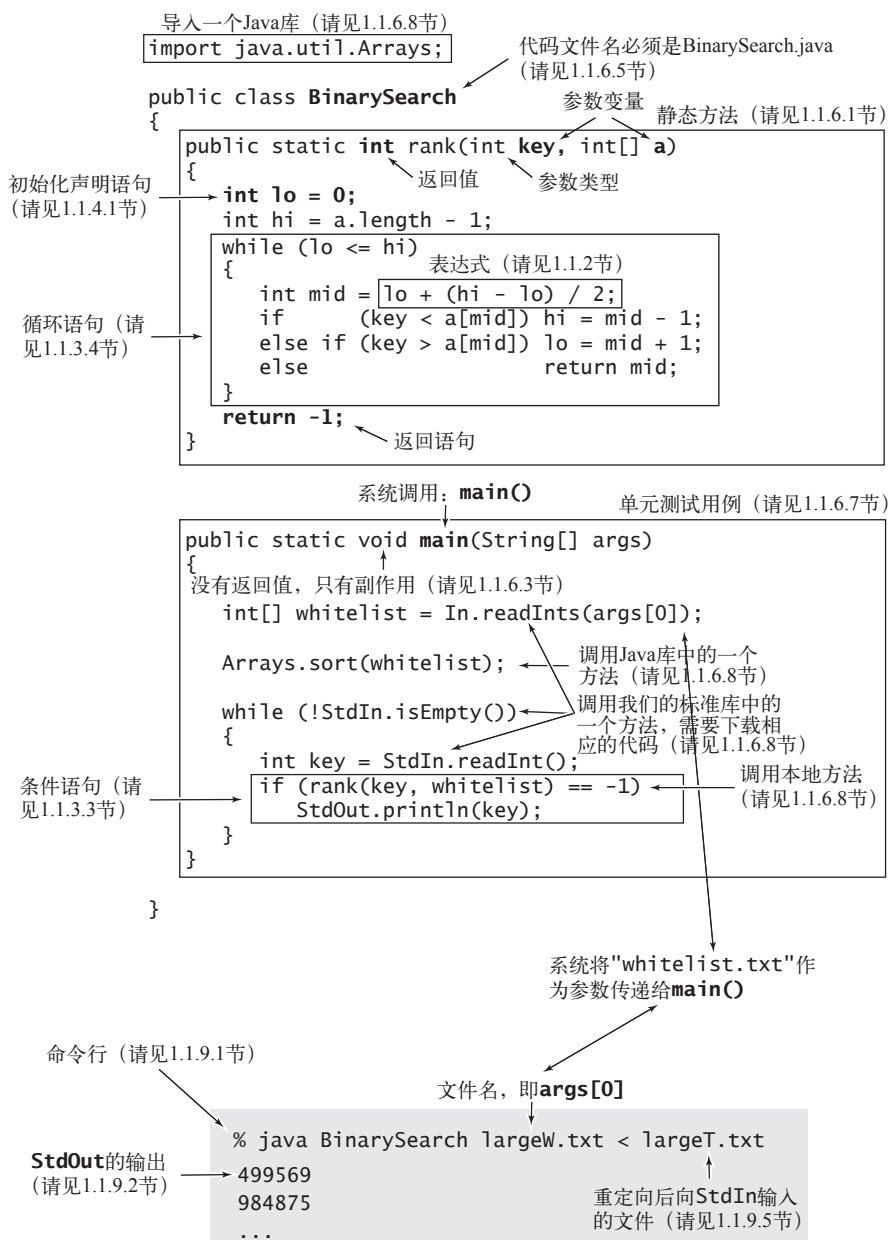 导入一个Java库（请见1.1.6.8节）
import java.util.Arrays;
代码文件名必须是BinarySearch.java
（请见1.1.6.5节）
public class BinarySearch
{
参数变量
静态方法（请见1.1.6.1节）
public static int rank(int key, int[] a)
{
返回值
参数类型
初始化声明语句
（请见1.1.4.1节）
int lo = 0;
int hi = a.length - 1;
while (lo <= hi)
{
表达式（请见1.1.2节）
int mid = lo + (hi - lo) / 2;
if (key < a[mid]) hi = mid - 1;
else if (key > a[mid]) lo = mid + 1;
else return mid;
}
循环语句（请
见1.1.3.4节）
return -1;
}
返回语句
系统调用：main()
单元测试用例（请见1.1.6.7节）
public static void main(String[] args)
{
没有返回值，只有副作用（请见1.1.6.3节）
int[] whitelist = In.readInts(args[0]);
Arrays.sort(whitelist);
调用Java库中的一个
方法（请见1.1.6.8节）
while (!StdIn.isEmpty())
{
调用我们的标准库中的
一个方法，需要下载相
应的代码（请见1.1.6.8节）
int key = StdIn.readInt();
if (rank(key, whitelist) == -1)
StdOut.println(key);
}
}
调用本地方法
（请见1.1.6.8节）
条件语句（请
见1.1.3.3节）
}
系统将"whitelist.txt"作
为参数传递给main()
命令行（请见1.1.9.1节）
文件名，即args[0]
% java BinarySearch largeW.txt < largeT.txt
StdOut的输出
（请见1.1.9.2节）
499569
984875
...
重定向后向StdIn输入
的文件（请见1.1.9.5节）